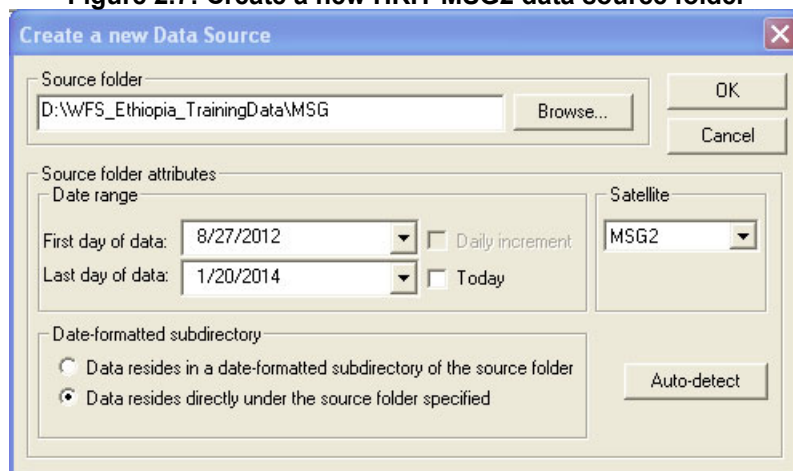 Figure 2.7: Create a new HRIT MSG2 data source folder
Create a new Data Source
Source folder
D:\WFS_Ethiopia_TrainingData\MSG
Browse...
OK
Cancel
Source folder attributes
Date range
First day of data:
8/27/2012
Daily increment
Last day of data:
1/20/2014
Today
Satellite
MSG2
Date-formatted subdirectory
Data resides in a date-formatted subdirectory of the source folder
Data resides directly under the source folder specified
Auto-detect